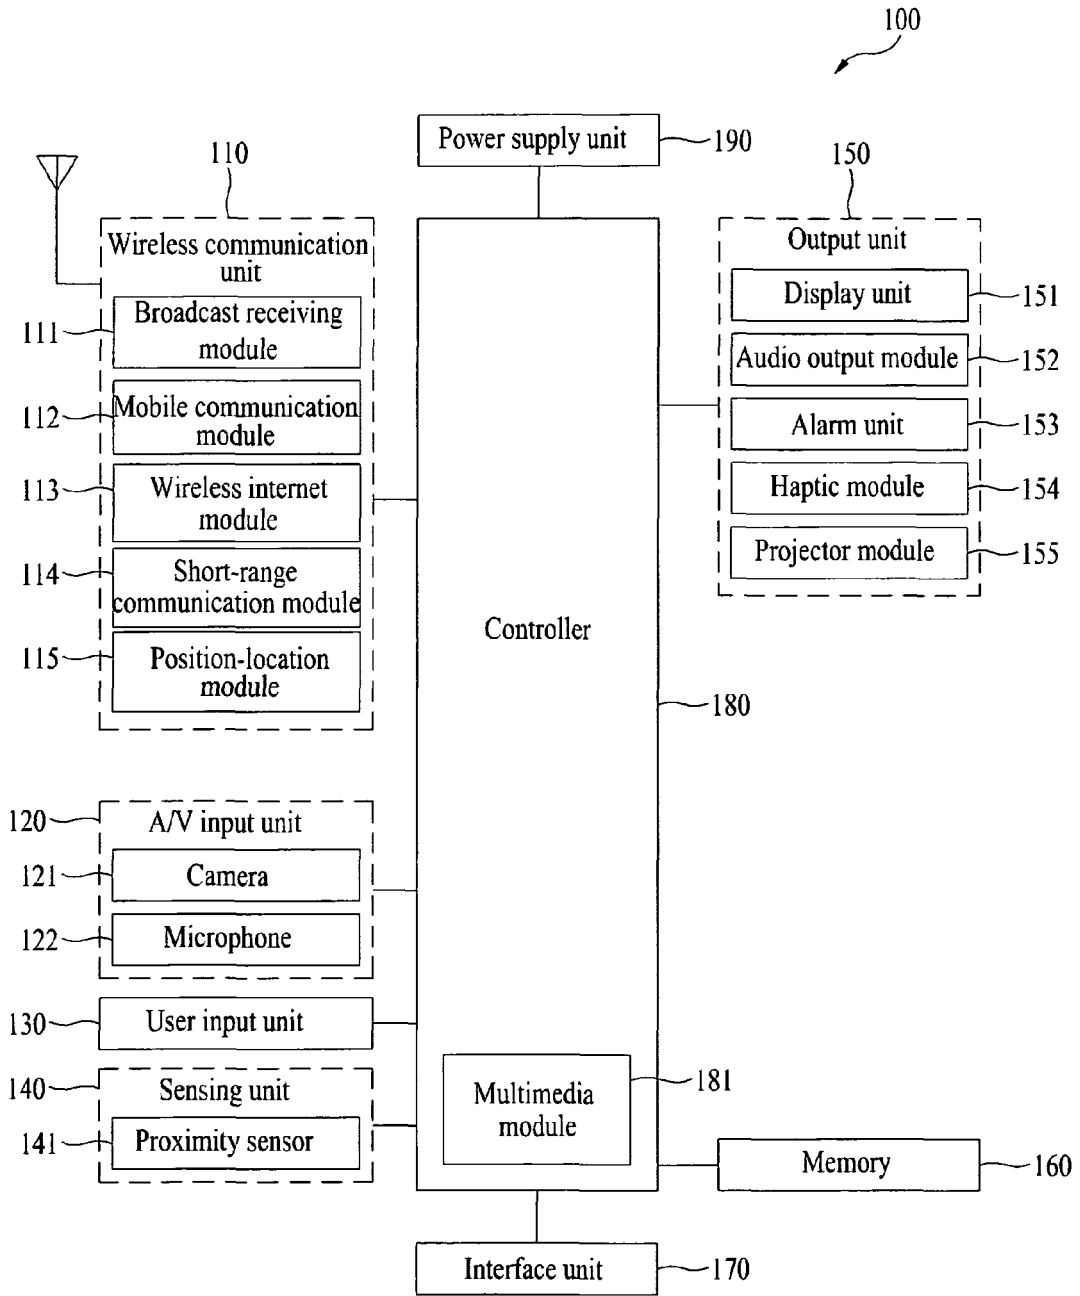 100
Power supply unit
190
110
150
Wireless communication
unit
Output unit
Broadcast receiving
module
111
Display unit
151
Mobile communication
module
112
Audio output module
152
Wireless internet
module
113
Alarm unit
153
Short-range
communication module
114
Haptic module
154
Position-location
module
115
Projector module
155
Controller
180
120
A/V input unit
121
Camera
122
Microphone
130
User input unit
140
Sensing unit
141
Proximity sensor
Multimedia
module
181
Memory
160
Interface unit
170